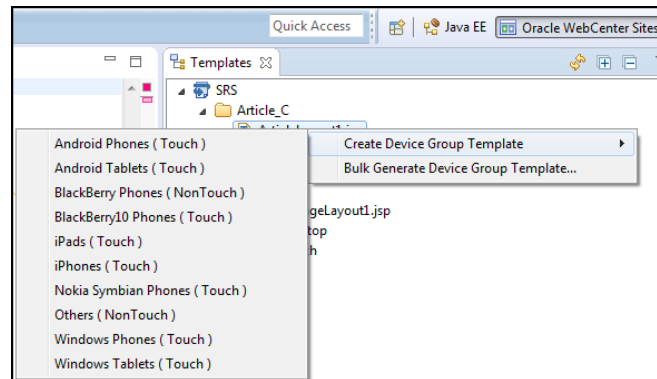 Quick Access
Java EE
Oracle WebCenter Sites
Templates
SRS
Article_C
Create Device Group Template
Bulk Generate Device Group Template...
Android Phones ( Touch )
Android Tablets ( Touch )
BlackBerry Phones ( NonTouch )
BlackBerry10 Phones ( Touch )
iPads ( Touch )
iPhones ( Touch )
Nokia Symbian Phones ( Touch )
Others ( NonTouch )
Windows Phones ( Touch )
Windows Tablets ( Touch )
geLayout1.jsp
top
h